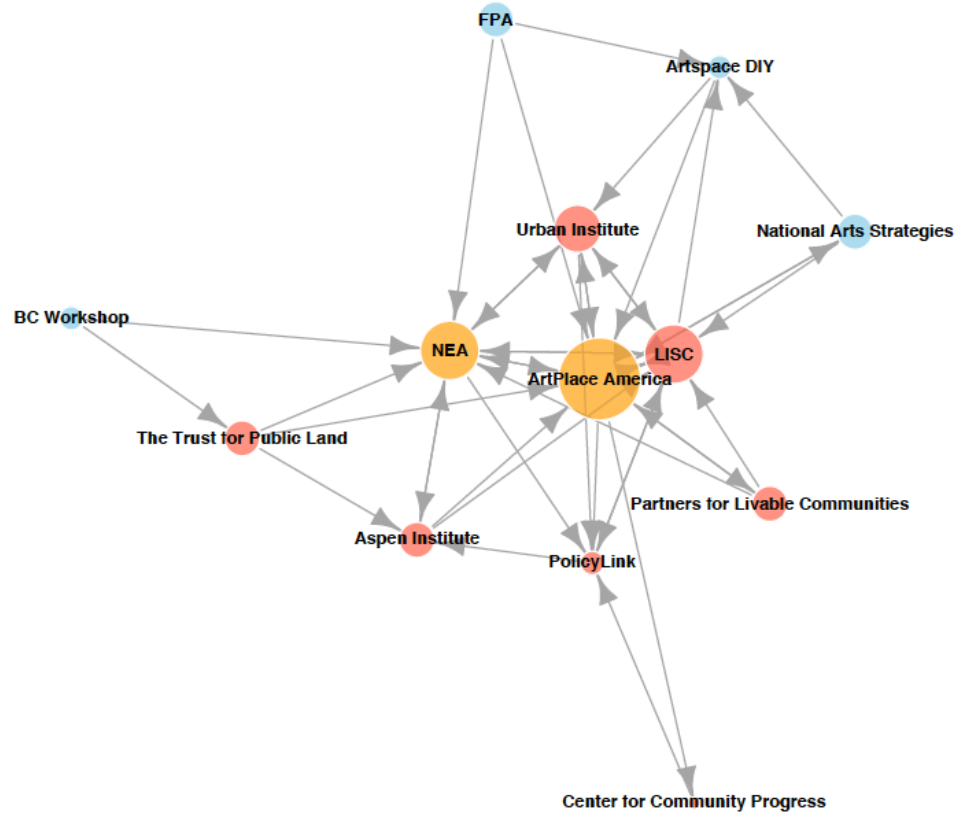 FPA
Artspace DIY
Urban Institute
National Arts Strategies
BC Workshop
NEA
LISC
ArtPlace America
The Trust for Public Land
Partners for Livable Communities
Aspen Institute
PolicyLink
Center for Community Progress